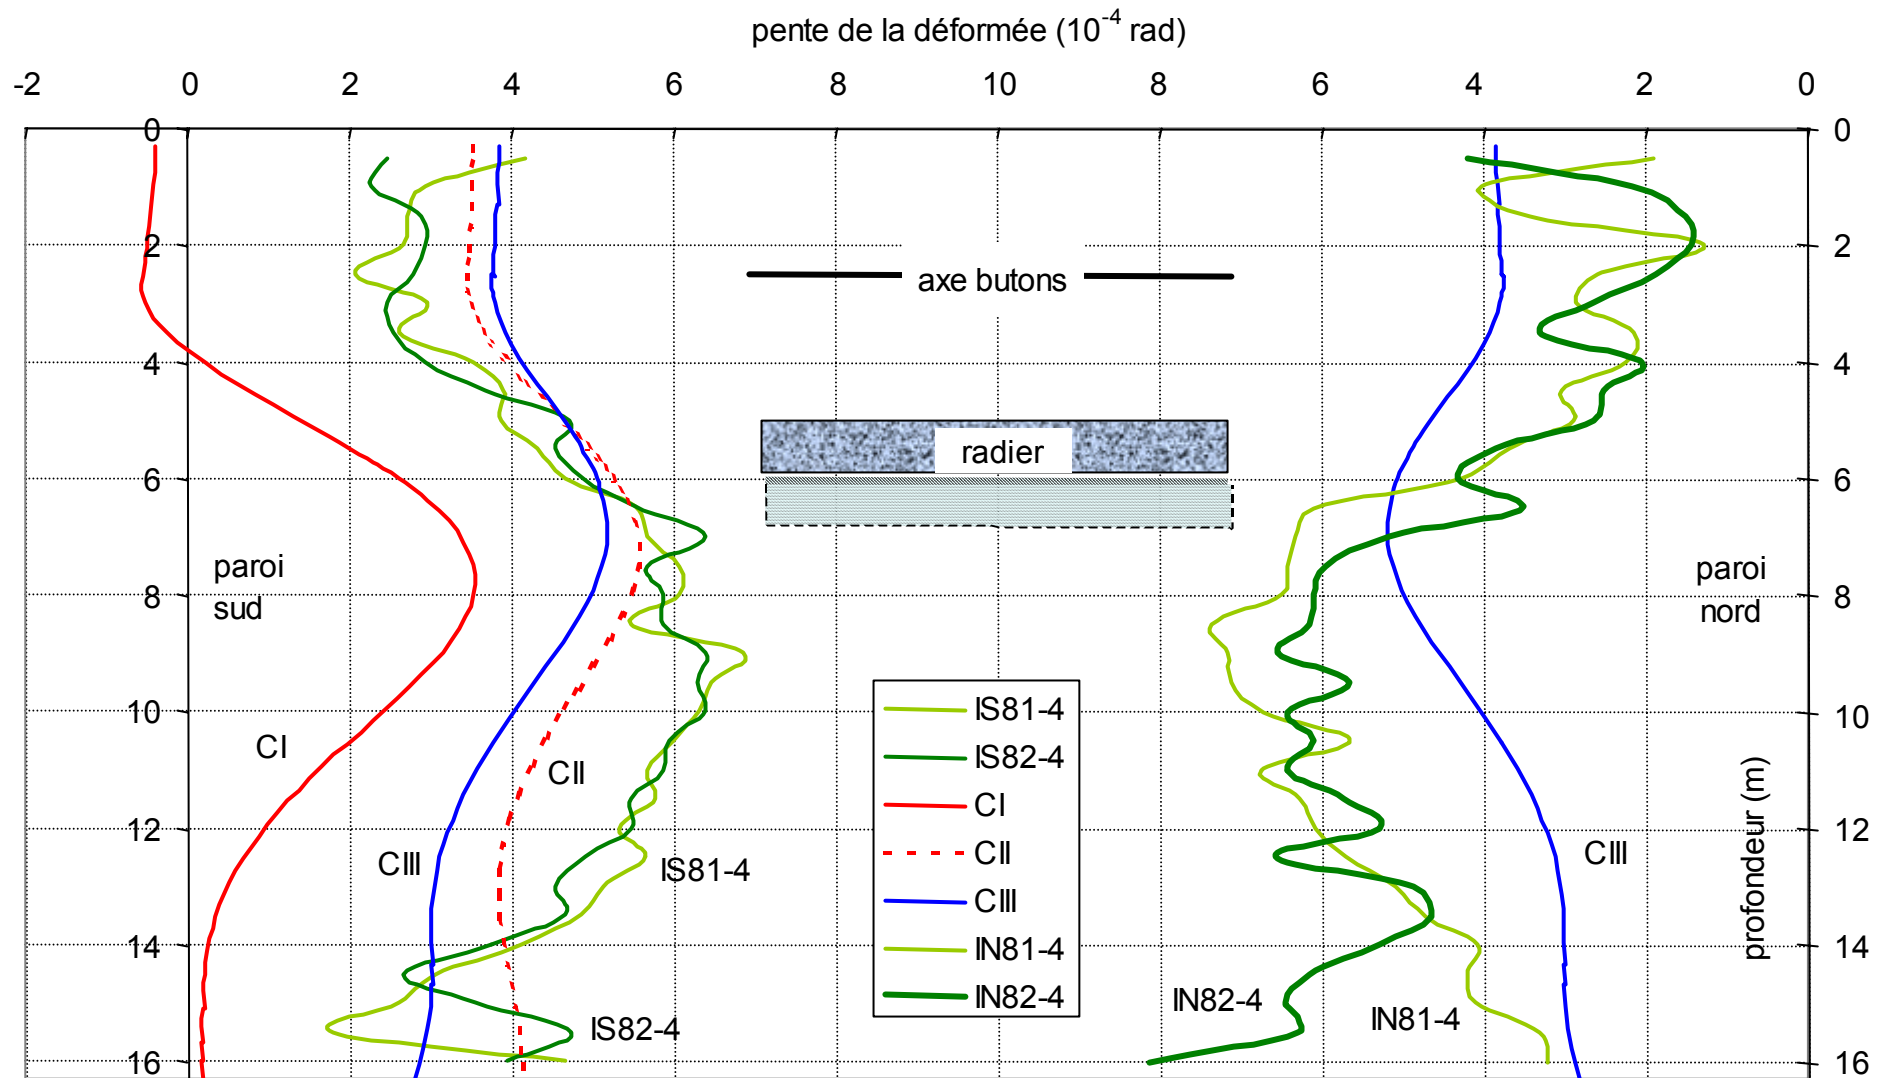 pente de la déformée (10⁻⁴ rad)
-2 0 2 4 6 8 10 8 6 4 2 0
0 0
2 2
axe butons
4 4
radier
6 6
paroi
sud
paroi
nord
8 8
IS81-4
10 10
CI
IS82-4
CII
CI
profondeur (m)
12 12
CIII
IS81-4
CII
CIII
CIII
14 14
IN81-4
IN82-4
IS82-4
IN82-4
IN81-4
16 16